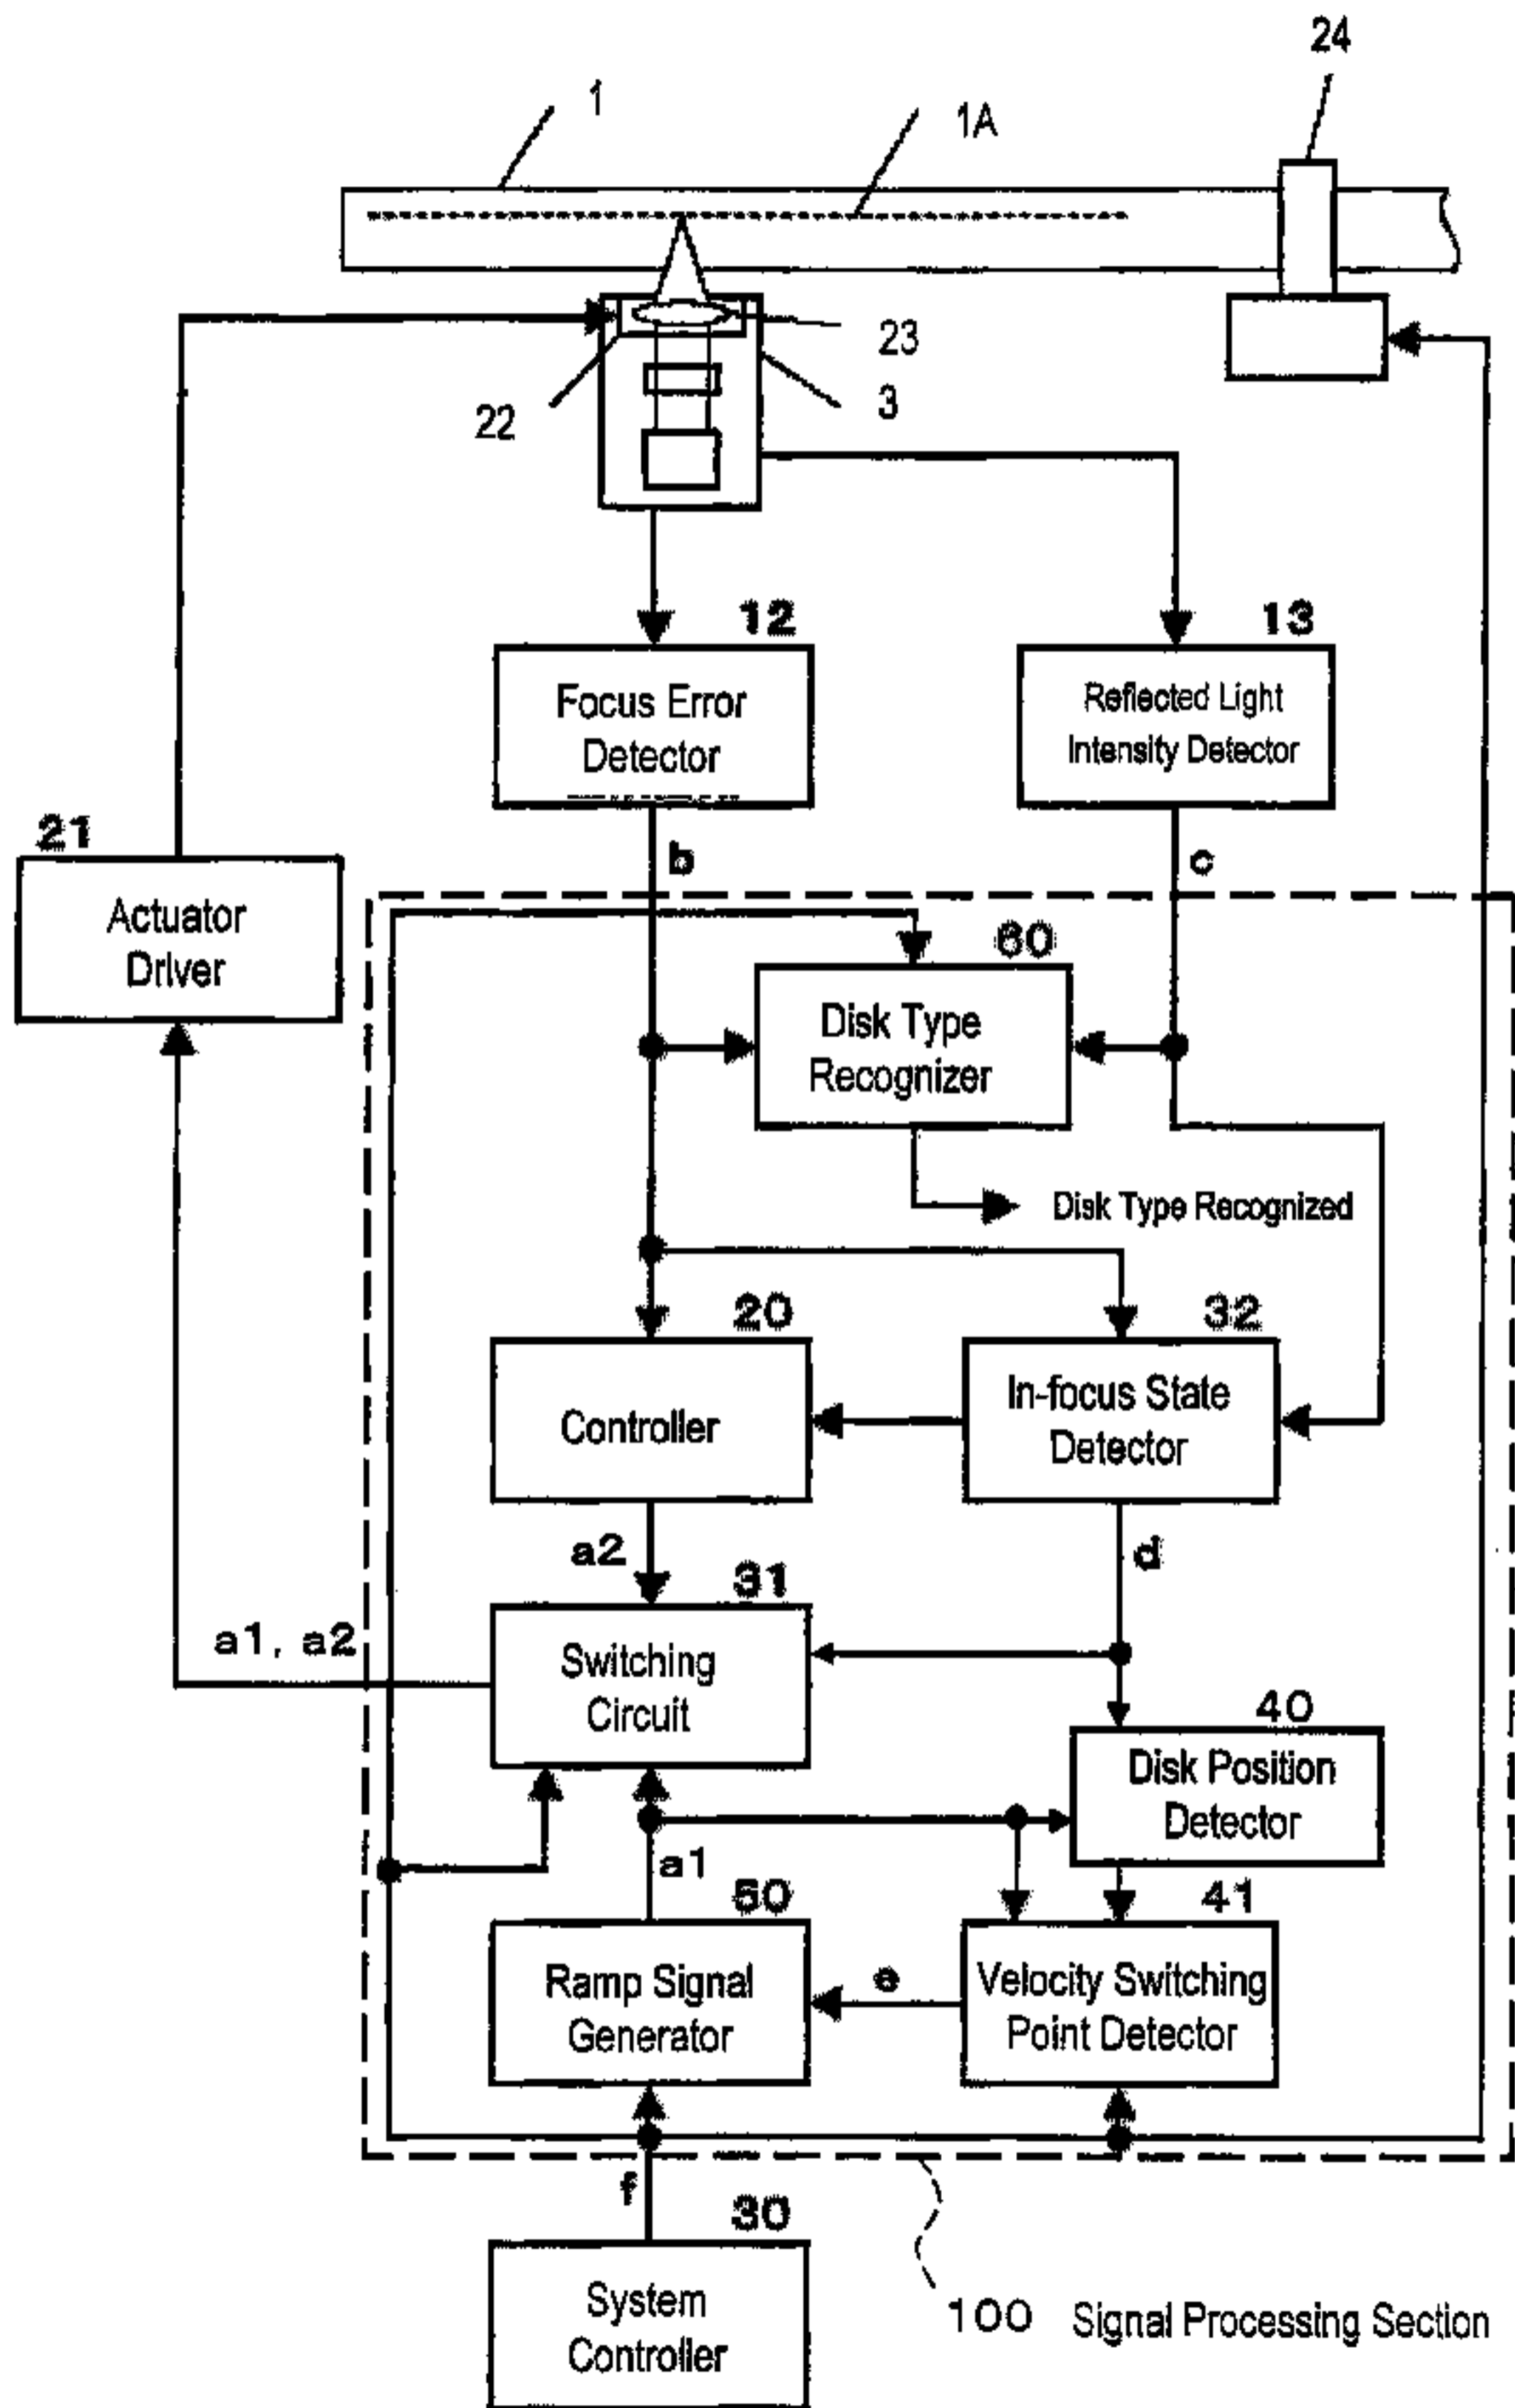 24
1
1A
23
3
22
12
Focus Error
Detector
13
Reflected Light
Intensity Detector
21
Actuator
Driver
b
c
60
Disk Type
Recognizer
Disk Type Recognized
20
Controller
32
In-focus State
Detector
a2
d
31
Switching
Circuit
a1, a2
40
Disk Position
Detector
a1
50
Ramp Signal
Generator
e
41
Velocity Switching
Point Detector
f
30
System
Controller
100 Signal Processing Section